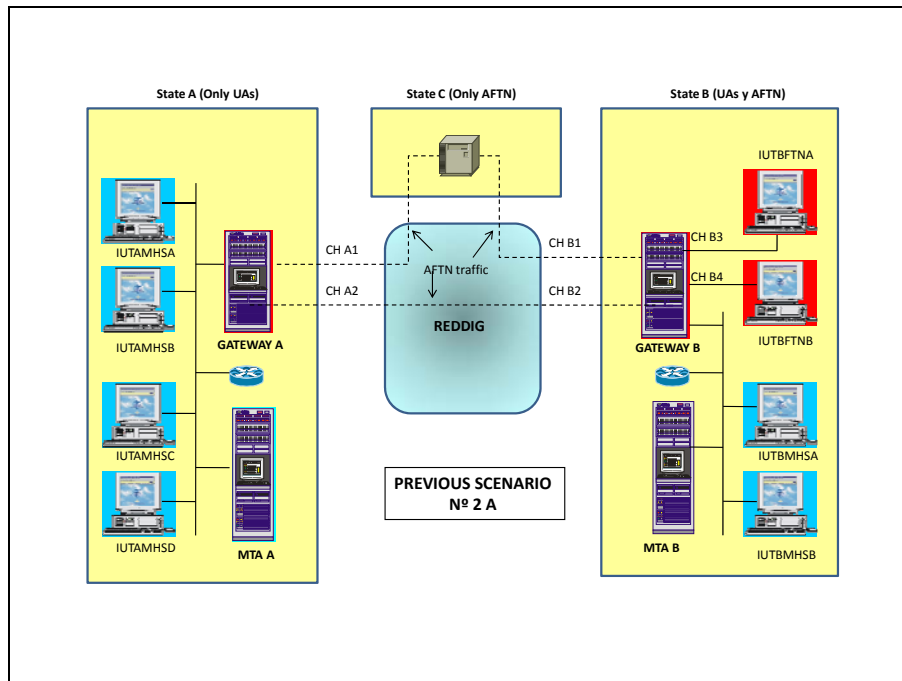 State A (Only UAs)
State C (Only AFTN)
State B (UAs y AFTN)
IUTAMHSA
IUTAMHSB
IUTAMHSC
IUTAMHSD
GATEWAY A
MTA A
CH A1
CH A2
AFTN traffic
REDDIG
CH B1
CH B2
CH B3
CH B4
GATEWAY B
MTA B
IUTBFTNA
IUTBFTNB
IUTBMHSA
IUTBMHSB
PREVIOUS SCENARIO
Nº 2 A